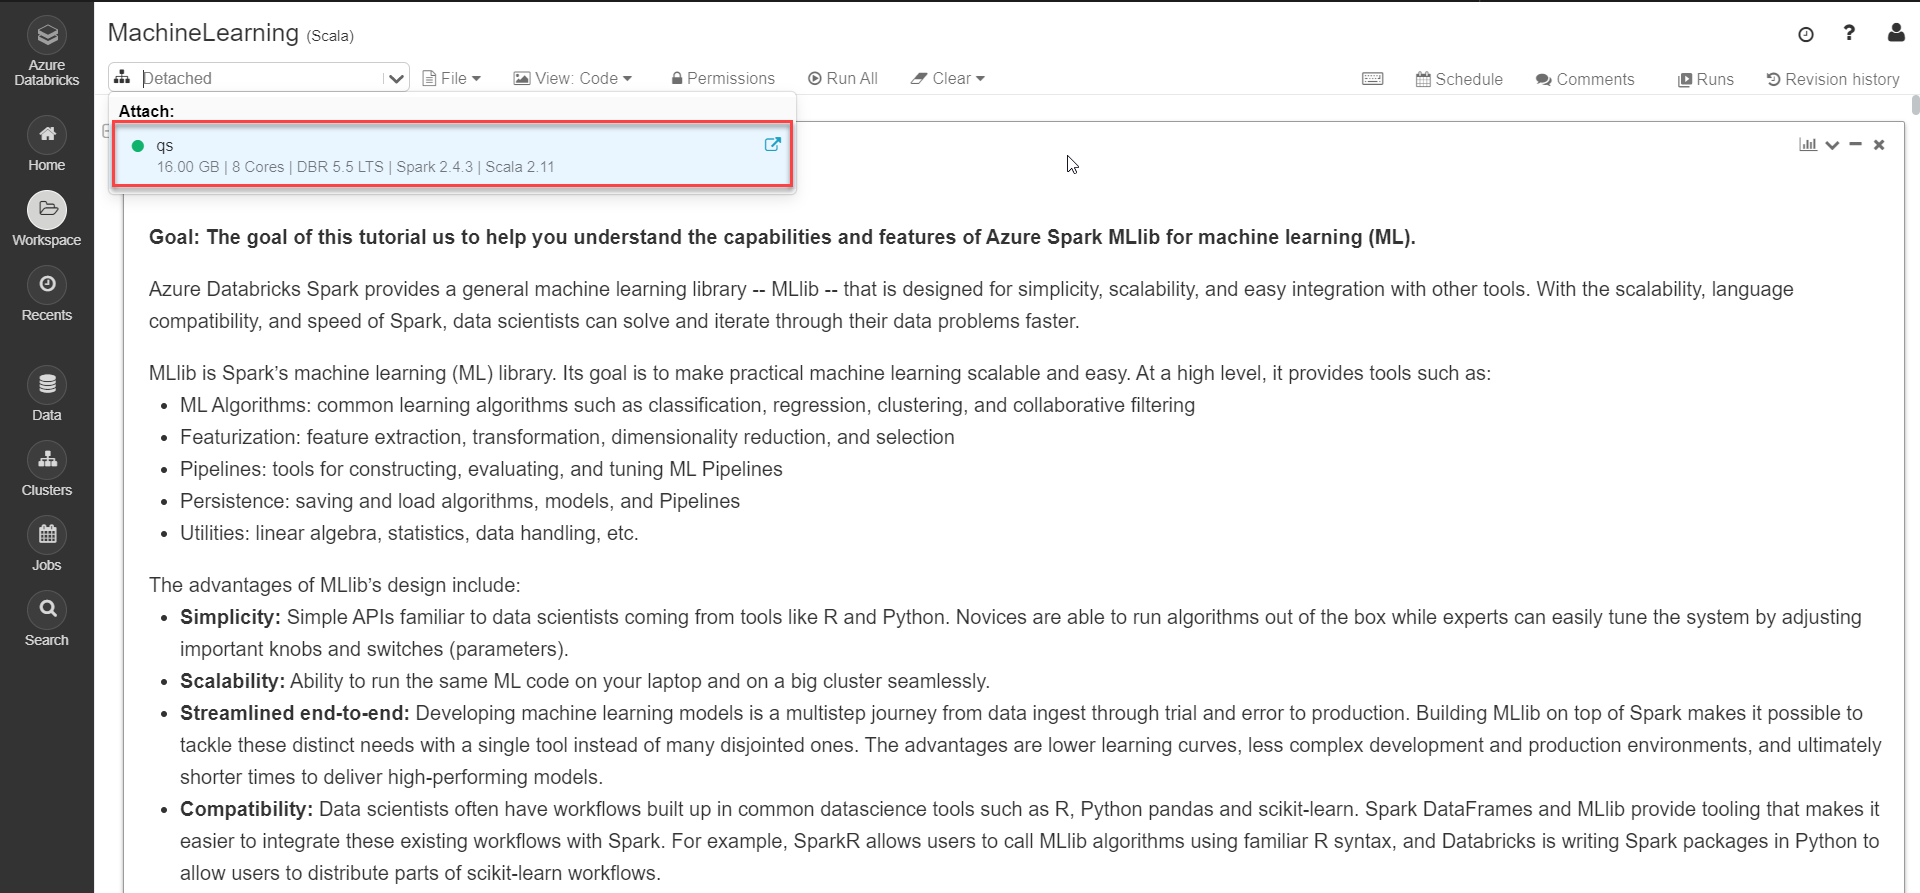 Azure
Databricks
Home
Workspace
Recents
Data
Clusters
Jobs
Search
MachineLearning (Scala)
Detached
File
View: Code
Permissions
Run All
Clear
Schedule
Comments
Runs
Revision history
Attach:
qs
16.00 GB | 8 Cores | DBR 5.5 LTS | Spark 2.4.3 | Scala 2.11
Goal: The goal of this tutorial us to help you understand the capabilities and features of Azure Spark MLlib for machine learning (ML).
Azure Databricks Spark provides a general machine learning library -- MLlib -- that is designed for simplicity, scalability, and easy integration with other tools. With the scalability, language
compatibility, and speed of Spark, data scientists can solve and iterate through their data problems faster.
MLlib is Spark’s machine learning (ML) library. Its goal is to make practical machine learning scalable and easy. At a high level, it provides tools such as:
• ML Algorithms: common learning algorithms such as classification, regression, clustering, and collaborative filtering
• Featurization: feature extraction, transformation, dimensionality reduction, and selection
• Pipelines: tools for constructing, evaluating, and tuning ML Pipelines
• Persistence: saving and load algorithms, models, and Pipelines
• Utilities: linear algebra, statistics, data handling, etc.
The advantages of MLlib’s design include:
• Simplicity: Simple APIs familiar to data scientists coming from tools like R and Python. Novices are able to run algorithms out of the box while experts can easily tune the system by adjusting
important knobs and switches (parameters).
• Scalability: Ability to run the same ML code on your laptop and on a big cluster seamlessly.
• Streamlined end-to-end: Developing machine learning models is a multistep journey from data ingest through trial and error to production. Building MLlib on top of Spark makes it possible to
tackle these distinct needs with a single tool instead of many disjointed ones. The advantages are lower learning curves, less complex development and production environments, and ultimately
shorter times to deliver high-performing models.
• Compatibility: Data scientists often have workflows built up in common datascience tools such as R, Python pandas and scikit-learn. Spark DataFrames and MLlib provide tooling that makes it
easier to integrate these existing workflows with Spark. For example, SparkR allows users to call MLlib algorithms using familiar R syntax, and Databricks is writing Spark packages in Python to
allow users to distribute parts of scikit-learn workflows.